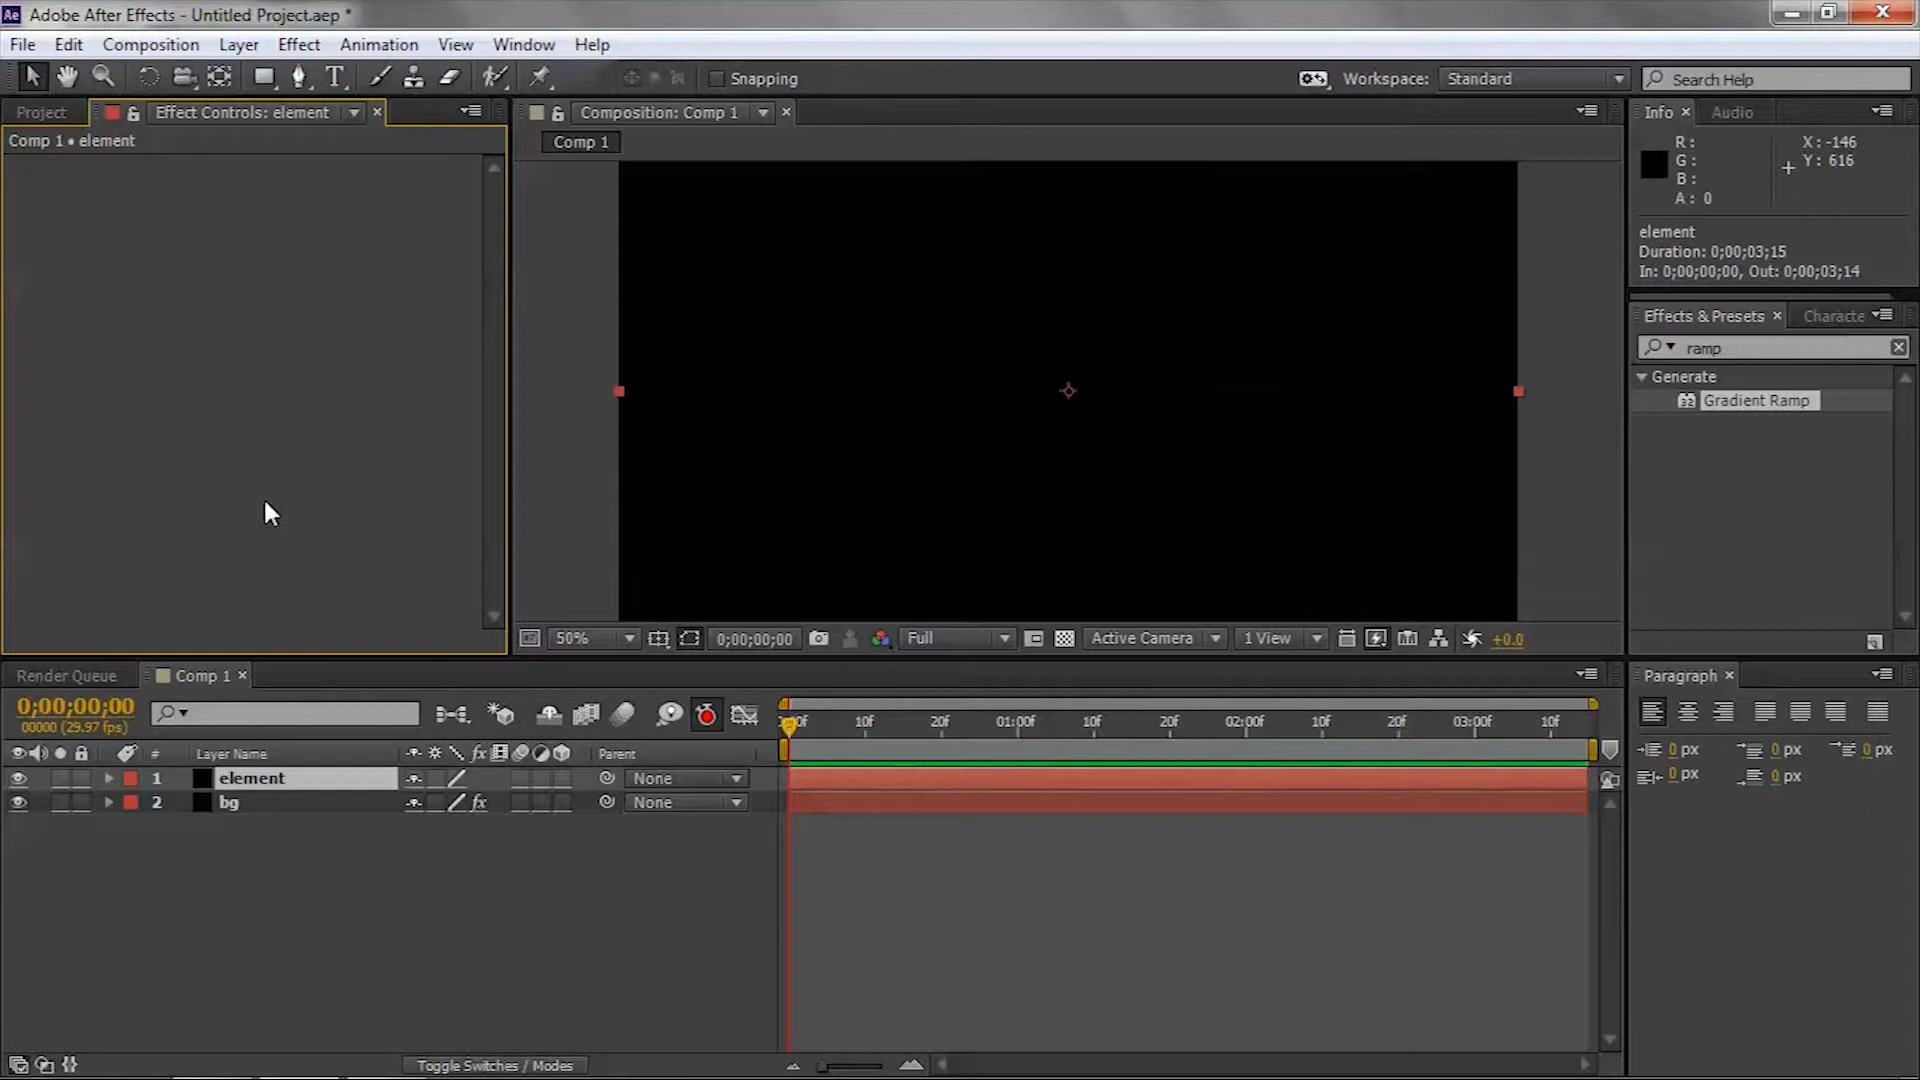 Ae Adobe After Effects - Untitled Project.aep *
File Edit Composition Layer Effect Animation View Window Help
T Snapping Workspace: Standard Search Help
Project Effect Controls: element Composition: Comp 1 Info Audio
Comp 1 • element
Comp 1
R: X: -146
G: Y: 616
B:
A: 0
element
Duration: 0;00;03;15
In: 0;00;00;00, Out: 0;00;03;14
Effects & Presets Characte
ramp
Generate
32 Gradient Ramp
50% 0;00;00;00 Full Active Camera 1 View +0.0
Render Queue Comp 1 Paragraph
0;00;00;00
00000 (29.97 fps)
10f 20f 01:00f 10f 20f 02:00f 10f 20f 03:00f 10f
# Layer Name fx Parent
0 px 0 px 0 px
0 px 0 px
1 element None
2 bg fx None
Toggle Switches / Modes